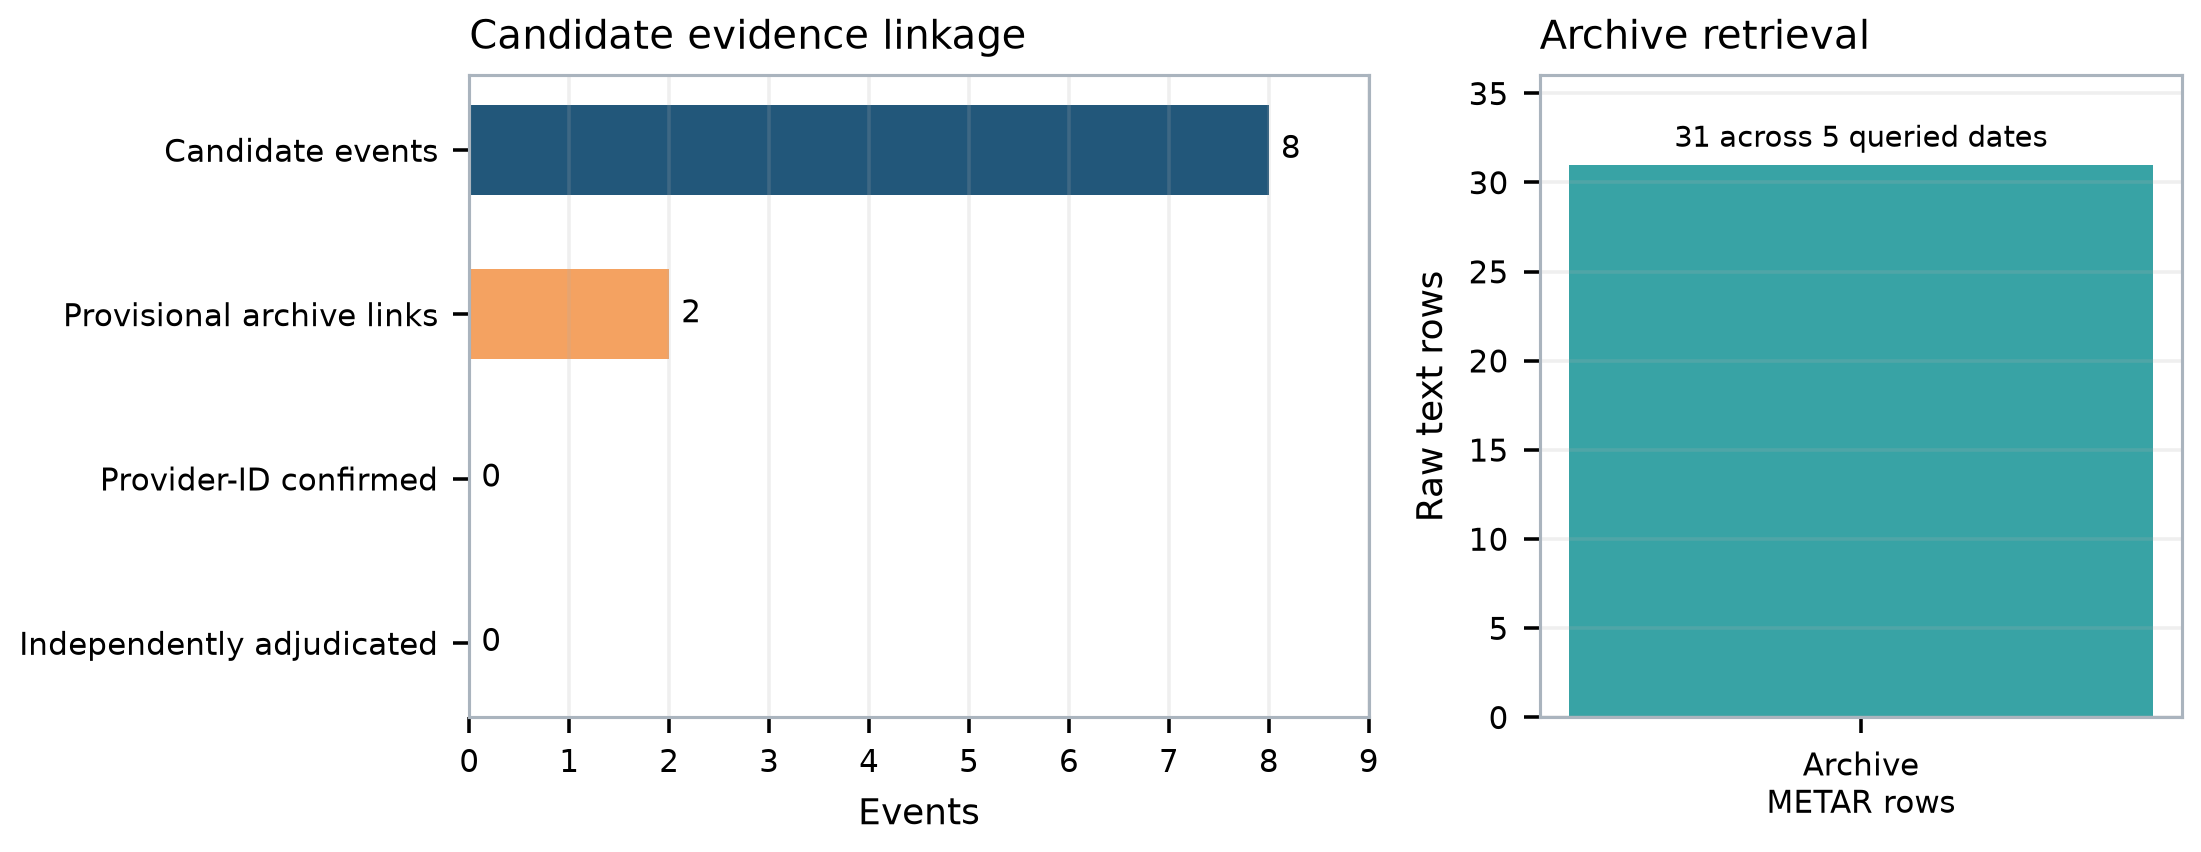 Candidate evidence linkage
Candidate events
8
Provisional archive links
2
Provider-ID confirmed
0
Independently adjudicated
0
0 1 2 3 4 5 6 7 8 9
Events
Archive retrieval
31 across 5 queried dates
Raw text rows
35
30
25
20
15
10
5
0
Archive
METAR rows